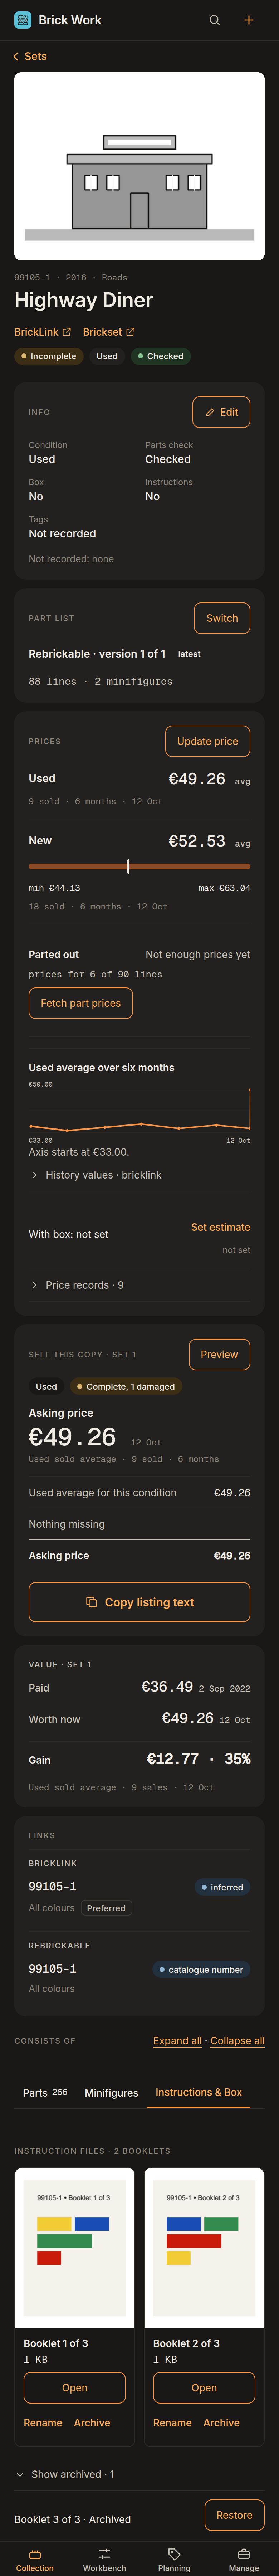 Brick Work
Sets
99105-1 · 2016 · Roads
Highway Diner
BrickLink Brickset
Incomplete Used Checked
INFO Edit
Condition Parts check
Used Checked
Box Instructions
No No
Tags
Not recorded
Not recorded: none
PART LIST Switch
Rebrickable · version 1 of 1 latest
88 lines · 2 minifigures
PRICES Update price
Used €49.26 avg
9 sold · 6 months · 12 Oct
New €52.53 avg
min €44.13 max €63.04
18 sold · 6 months · 12 Oct
Parted out Not enough prices yet
prices for 6 of 90 lines
Fetch part prices
Used average over six months
€50.00
€33.00 12 Oct
Axis starts at €33.00.
History values · bricklink
With box: not set Set estimate
not set
Price records · 9
SELL THIS COPY · SET 1 Preview
Used Complete, 1 damaged
Asking price
€49.26 12 Oct
Used sold average · 9 sold · 6 months
Used average for this condition €49.26
Nothing missing
Asking price €49.26
Copy listing text
VALUE · SET 1
Paid €36.49 2 Sep 2022
Worth now €49.26 12 Oct
Gain €12.77 · 35%
Used sold average · 9 sales · 12 Oct
LINKS
BRICKLINK
99105-1 inferred
All colours Preferred
REBRICKABLE
99105-1 catalogue number
All colours
CONSISTS OF Expand all · Collapse all
Parts 266 Minifigures Instructions & Box
INSTRUCTION FILES · 2 BOOKLETS
99105-1 • Booklet 1 of 3 99105-1 • Booklet 2 of 3
Booklet 1 of 3 Booklet 2 of 3
1 KB 1 KB
Open Open
Rename Archive Rename Archive
Show archived · 1
Booklet 3 of 3 · Archived Restore
Collection Workbench Planning Manage